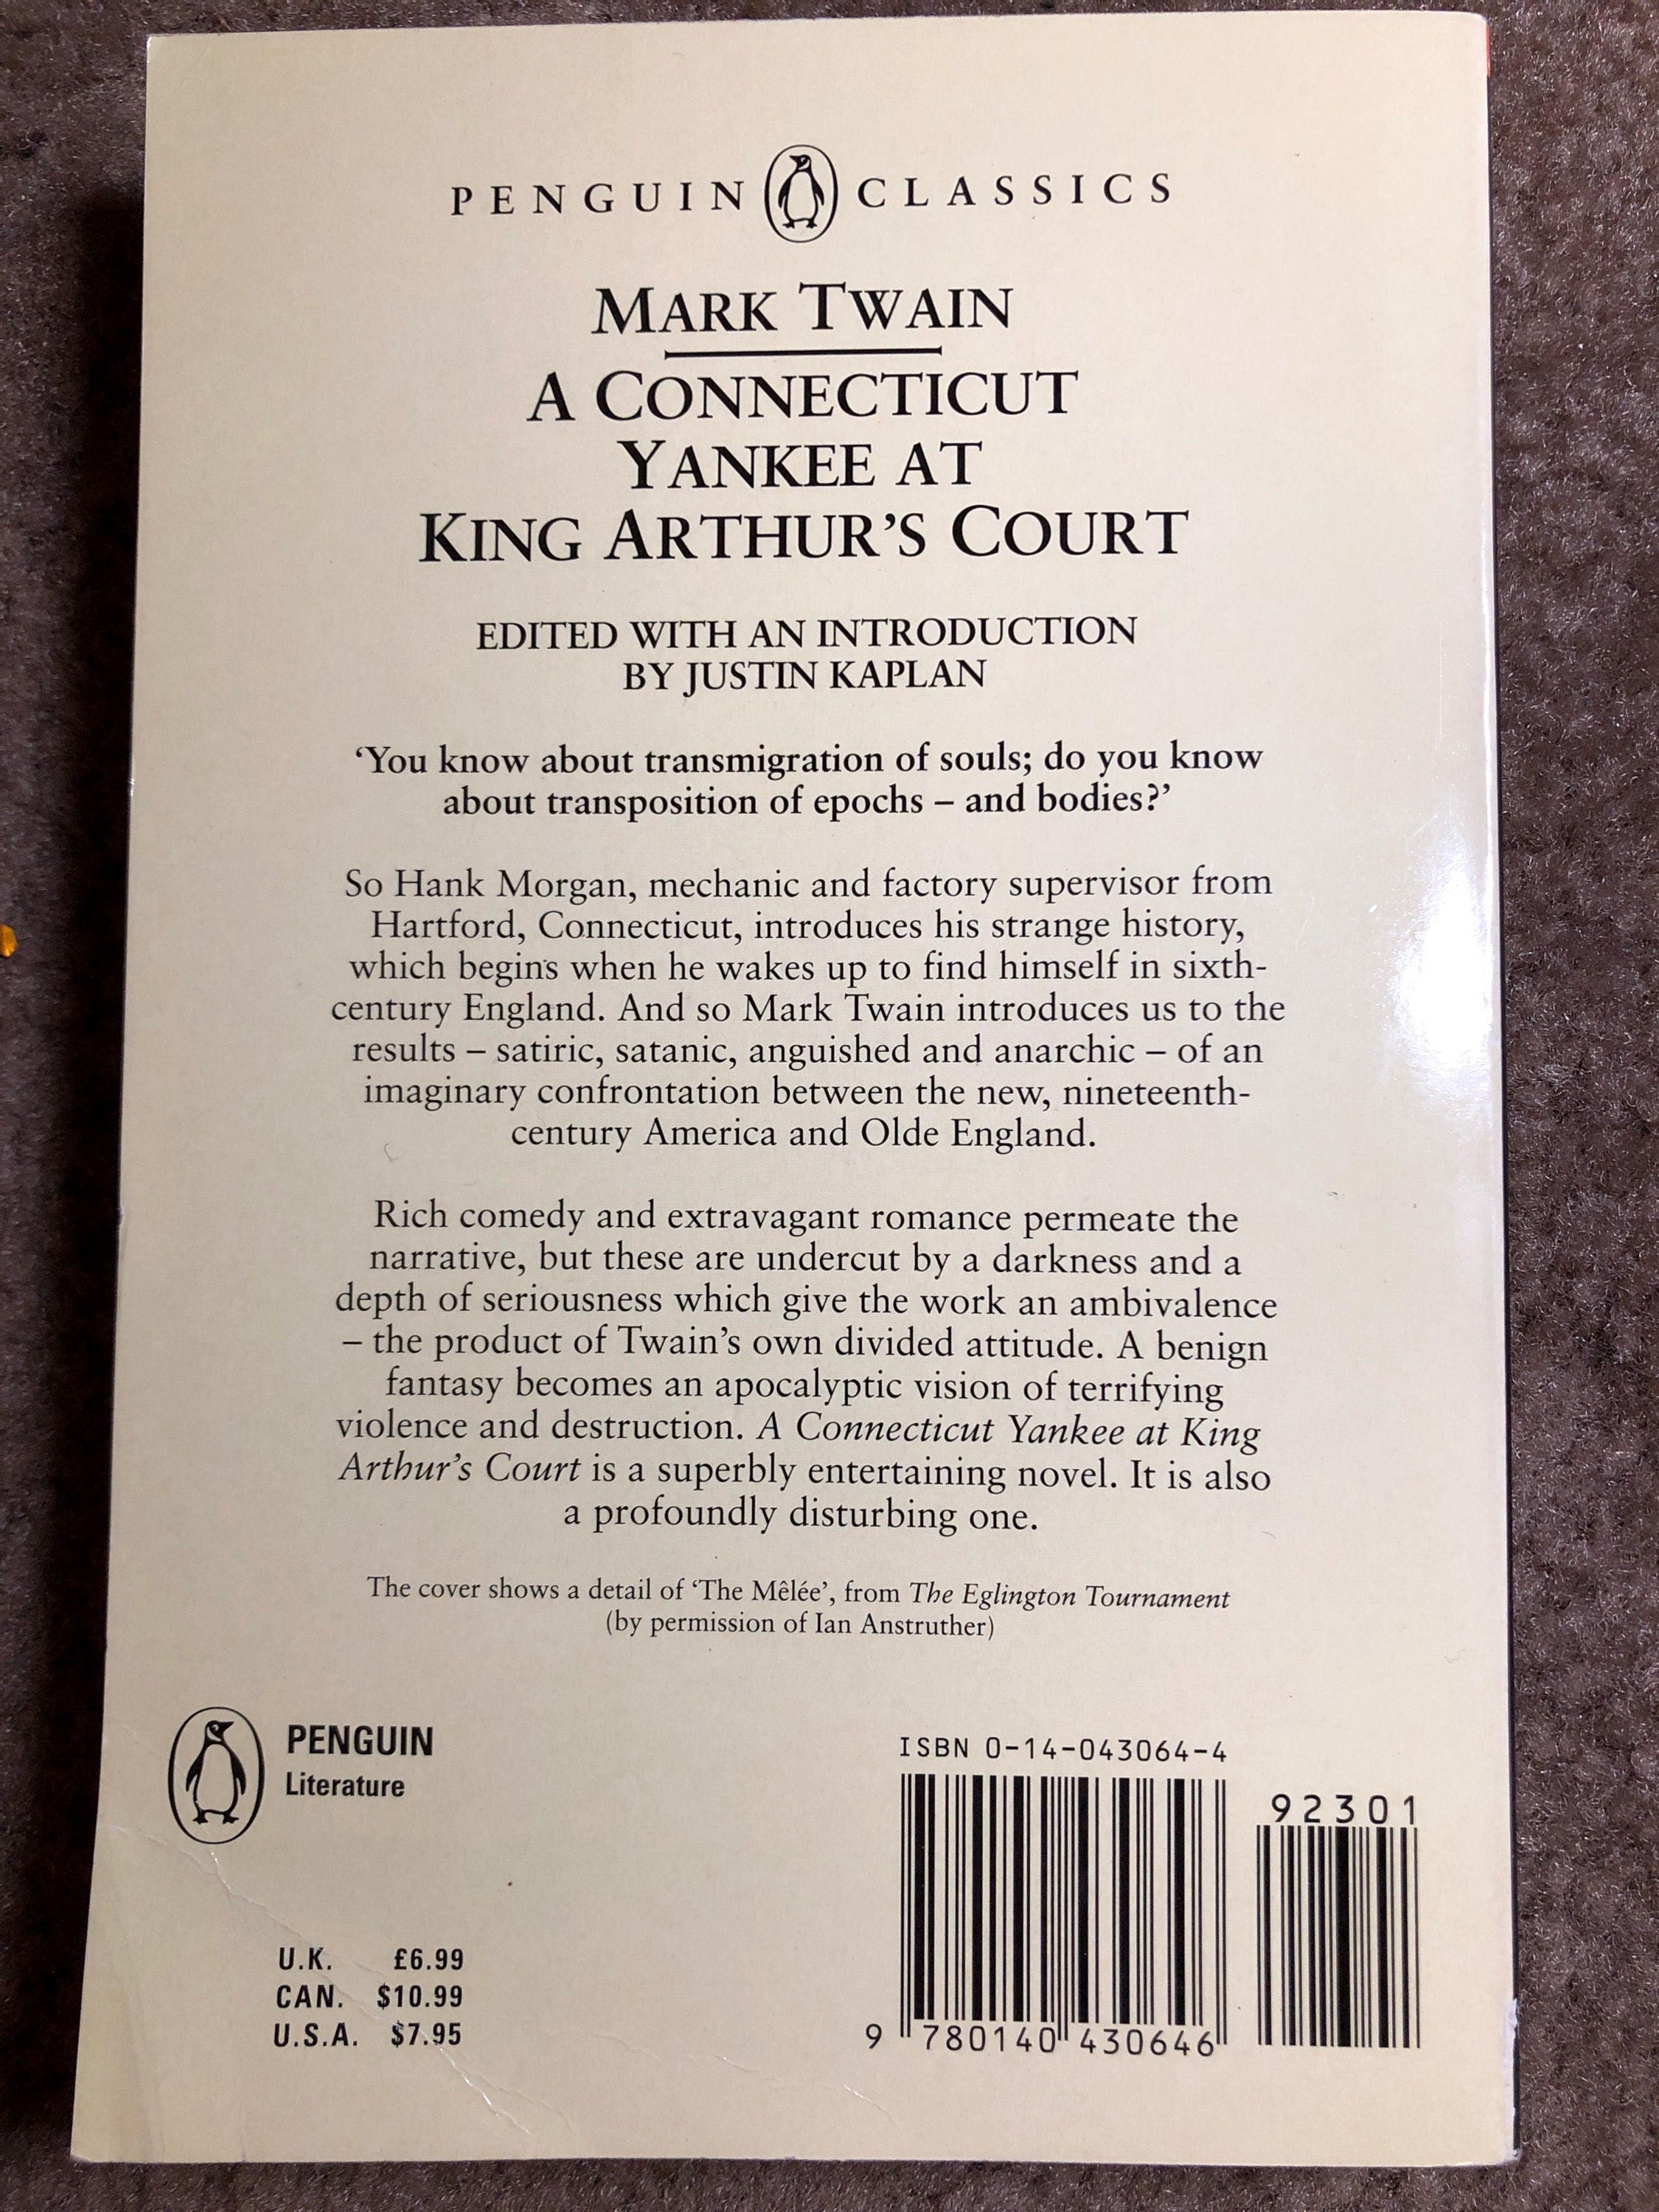 PENGUIN CLASSICS
MARK TWAIN
A CONNECTICUT
YANKEE AT
KING ARTHUR'S COURT
EDITED WITH AN INTRODUCTION
BY JUSTIN KAPLAN
‘You know about transmigration of souls; do you know
about transposition of epochs – and bodies?’
So Hank Morgan, mechanic and factory supervisor from
Hartford, Connecticut, introduces his strange history,
which begins when he wakes up to find himself in sixth-
century England. And so Mark Twain introduces us to the
results – satiric, satanic, anguished and anarchic – of an
imaginary confrontation between the new, nineteenth-
century America and Olde England.
Rich comedy and extravagant romance permeate the
narrative, but these are undercut by a darkness and a
depth of seriousness which give the work an ambivalence
– the product of Twain’s own divided attitude. A benign
fantasy becomes an apocalyptic vision of terrifying
violence and destruction. A Connecticut Yankee at King
Arthur’s Court is a superbly entertaining novel. It is also
a profoundly disturbing one.
The cover shows a detail of ‘The Mêlée’, from The Eglington Tournament
(by permission of Ian Anstruther)
PENGUIN
Literature
U.K. £6.99
CAN. $10.99
U.S.A. $7.95
ISBN 0-14-043064-4
92301
9 780140 430646